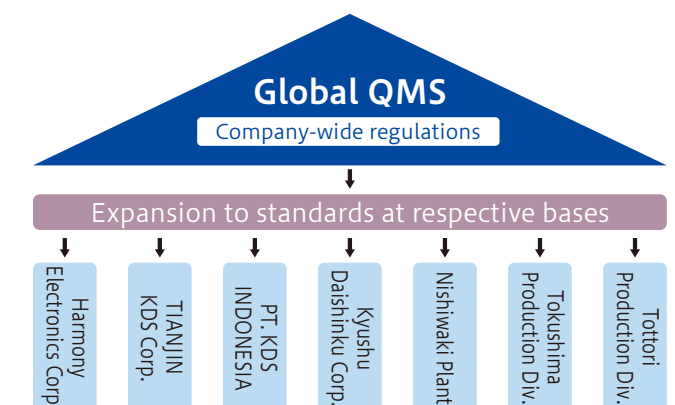 Global QMS
Company-wide regulations
Expansion to standards at respective bases
Harmony
Electronics Corp
TIANJIN
KDS Corp.
PT. KDS
INDONESIA
Kyushu
Daishinku Corp.
Nishiwaki Plant
Tokushima
Production Div.
Tottori
Production Div.